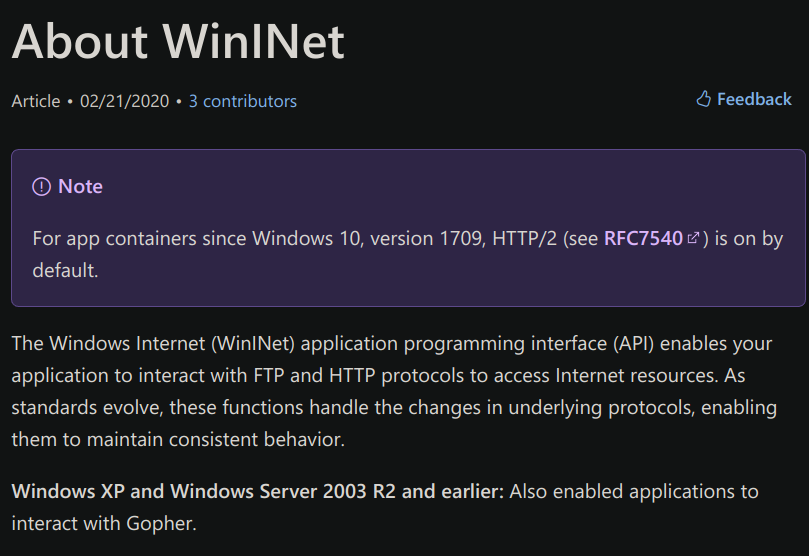 About WinINet
Article • 02/21/2020 • 3 contributors
Feedback
Note
For app containers since Windows 10, version 1709, HTTP/2 (see RFC7540 ) is on by
default.
The Windows Internet (WinINet) application programming interface (API) enables your
application to interact with FTP and HTTP protocols to access Internet resources. As
standards evolve, these functions handle the changes in underlying protocols, enabling
them to maintain consistent behavior.
Windows XP and Windows Server 2003 R2 and earlier: Also enabled applications to
interact with Gopher.